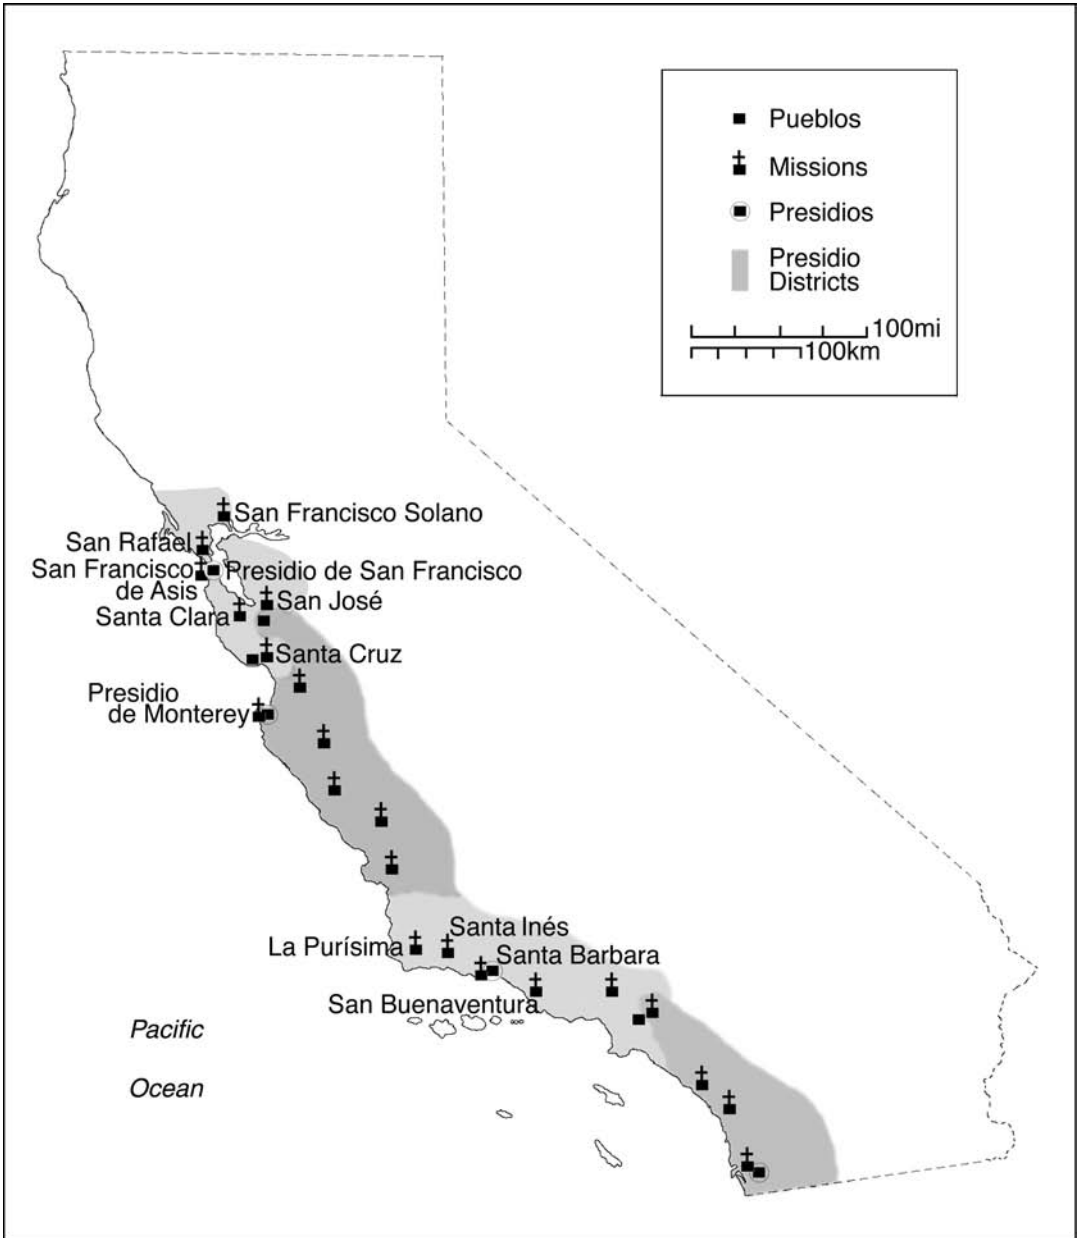 Pueblos
Missions
Presidios
Presidio
Districts
100mi
100km
San Francisco Solano
San Rafael
San Francisco
de Asis
Presidio de San Francisco
San José
Santa Clara
Santa Cruz
Presidio
de Monterey
Santa Inés
La Purísima
Santa Barbara
San Buenaventura
Pacific
Ocean